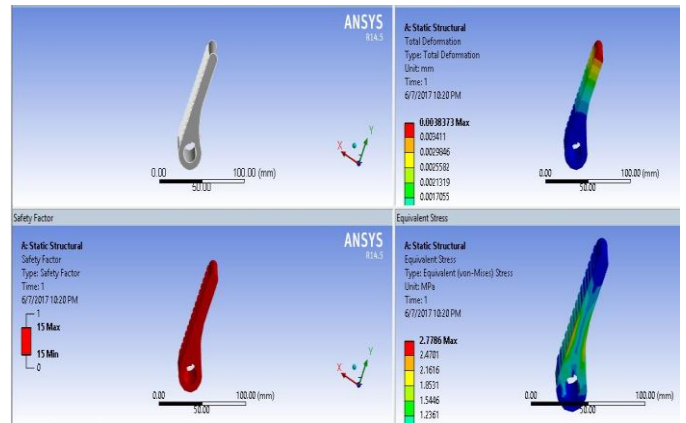 ANSYS
R14.5
0.00
100.00 (mm)
50.00
A: Static Structural
Total Deformation
Type: Total Deformation
Unit: mm
Time: 1
6/7/2017 10:20 PM
0.0038373 Max
0.003411
0.0029846
0.0025582
0.0021319
0.0017055
0.00
100.00 (mm)
50.00
Safety Factor
A: Static Structural
Safety Factor
Type: Safety Factor
Time: 1
6/7/2017 10:20 PM
1
15 Max
15 Min
0
ANSYS
R14.5
0.00
100.00 (mm)
50.00
Equivalent Stress
A: Static Structural
Equivalent Stress
Type: Equivalent (von-Mises) Stress
Unit: MPa
Time: 1
6/7/2017 10:20 PM
2.7786 Max
2.4701
2.1616
1.8531
1.5446
1.2361
0.00
100.00 (mm)
50.00
X
Y
X
Y